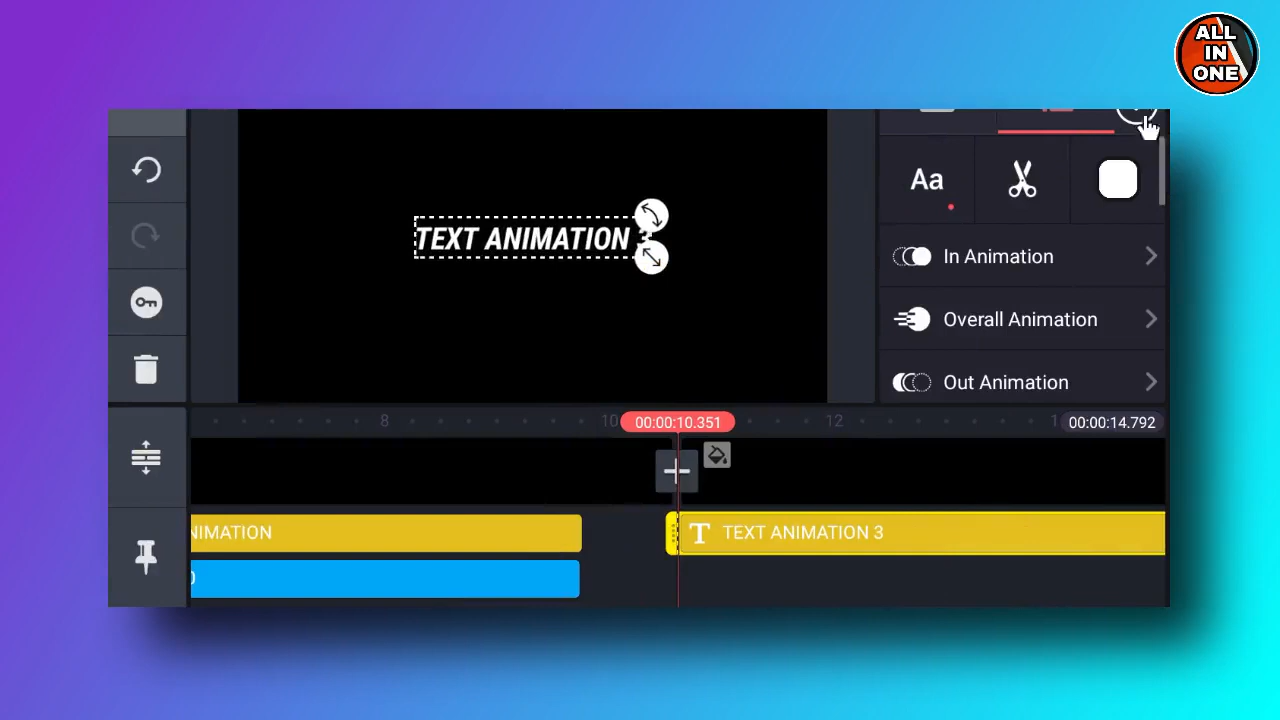 ALL
IN
ONE
Aa
TEXT ANIMATION 3
In Animation
Overall Animation
Out Animation
8
10
00:00:10.351
12
00:00:14.792
NIMATION
T TEXT ANIMATION 3